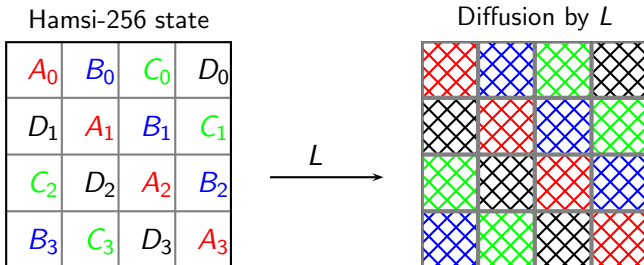 Hamsi-256 state
Diffusion by L
A₀ B₀ C₀ D₀
D₁ A₁ B₁ C₁
C₂ D₂ A₂ B₂
B₃ C₃ D₃ A₃
L